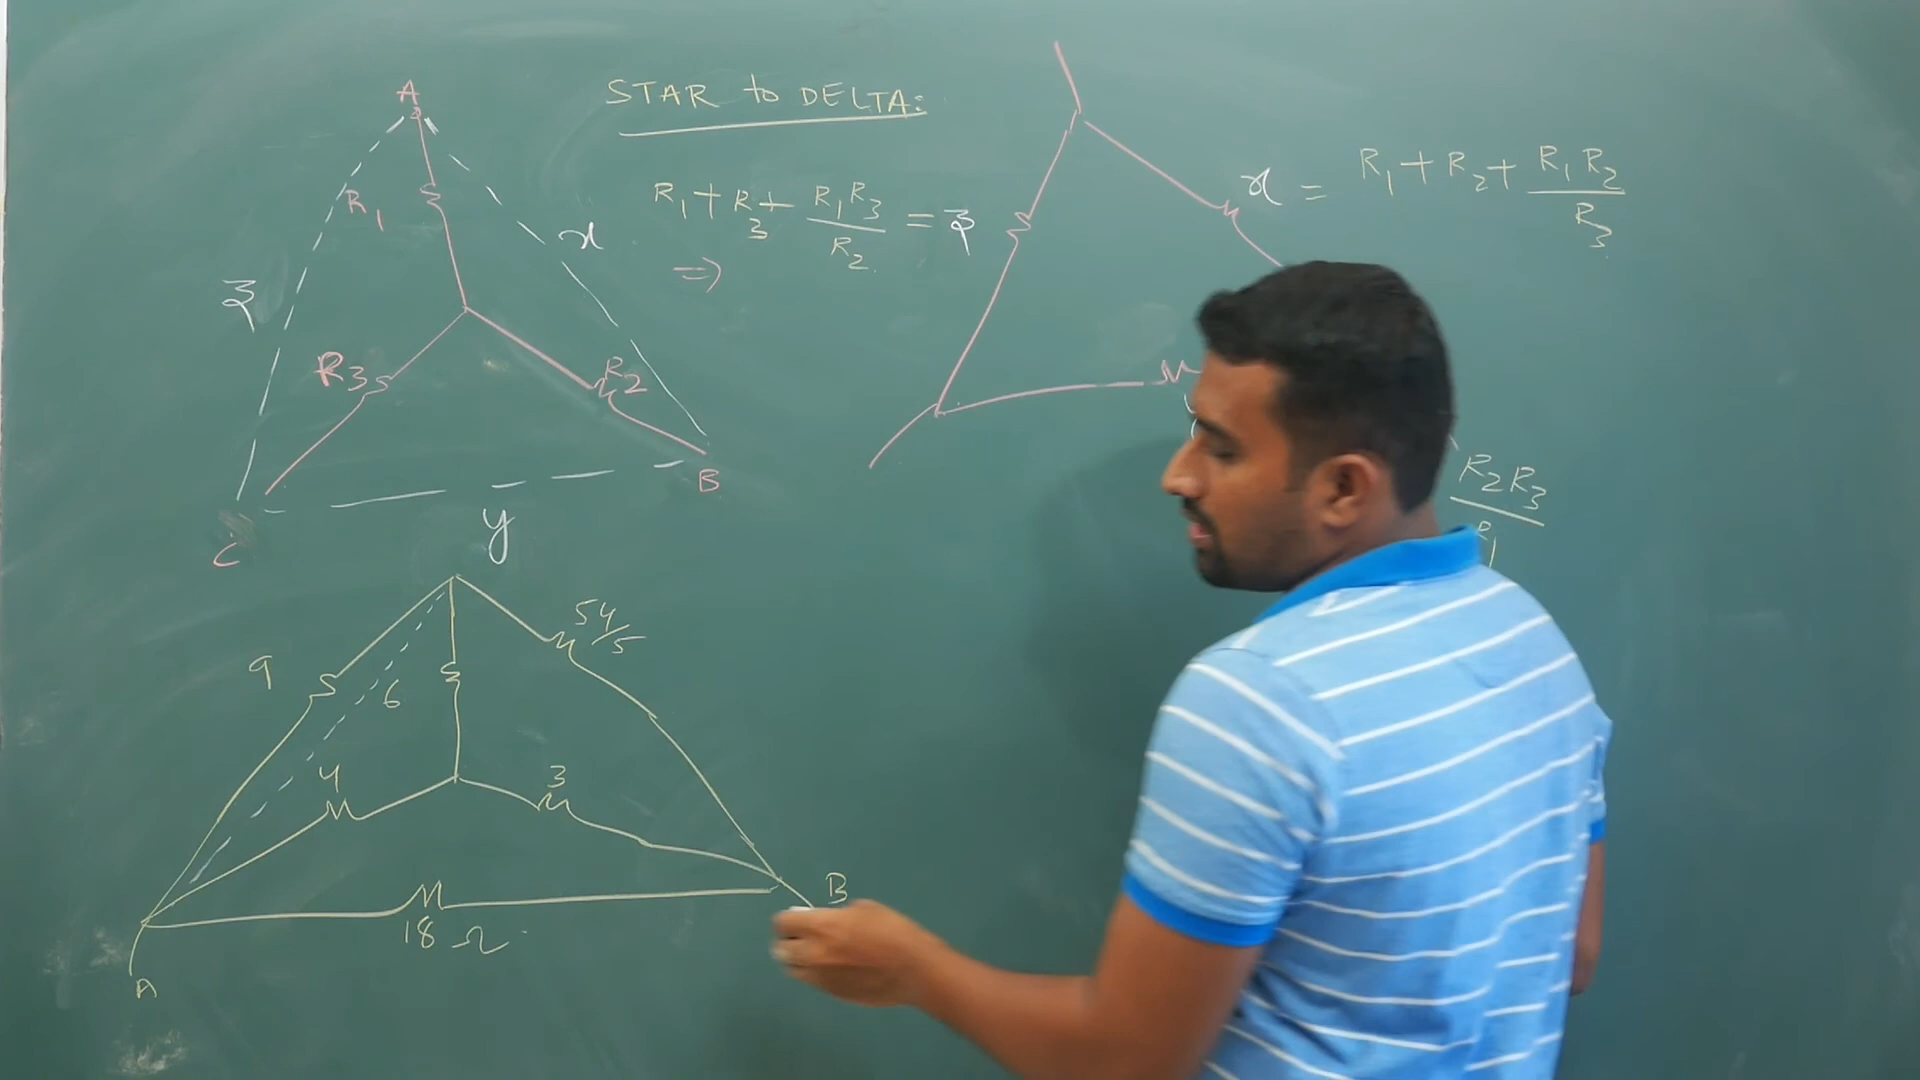 STAR to DELTA:
A
R1
R3
R2
x
y
z
B
C
R1 + R3 + R1R3/R2 = z
=>
x = R1 + R2 + R1R2/R3
R2R3/R1
9
6
54/5
4
3
18 Ω
A
B